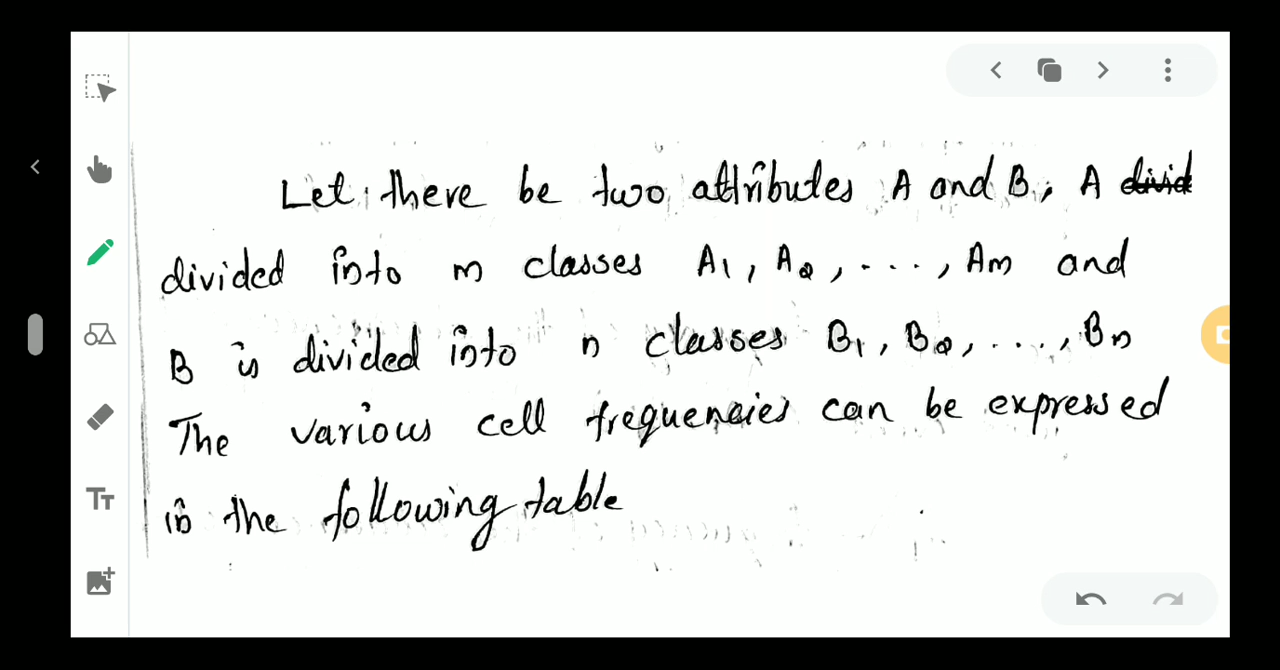 Let there be two attributes A and B, A divid
divided into m classes A1, A2, ...., Am and
B is divided into n classes B1, B2, ...., Bn
The various cell frequencies can be expressed
in the following table